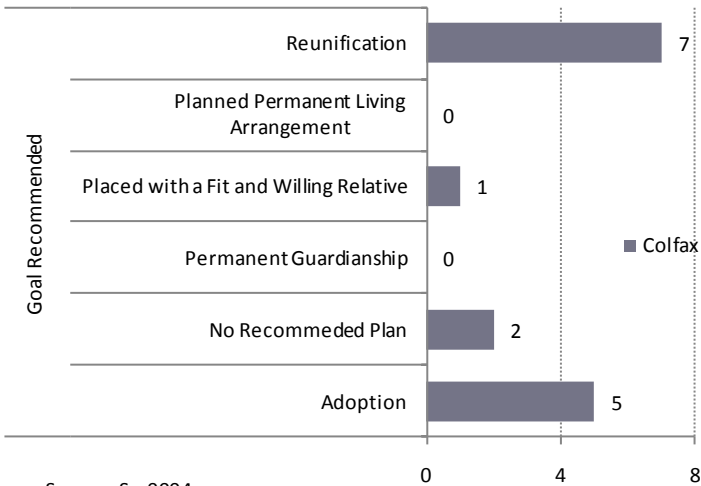 Reunification
7
Planned Permanent Living
Arrangement
0
Placed with a Fit and Willing Relative
1
Permanent Guardianship
0
No Recommeded Plan
2
Adoption
5
Goal Recommended
Colfax
0
4
8